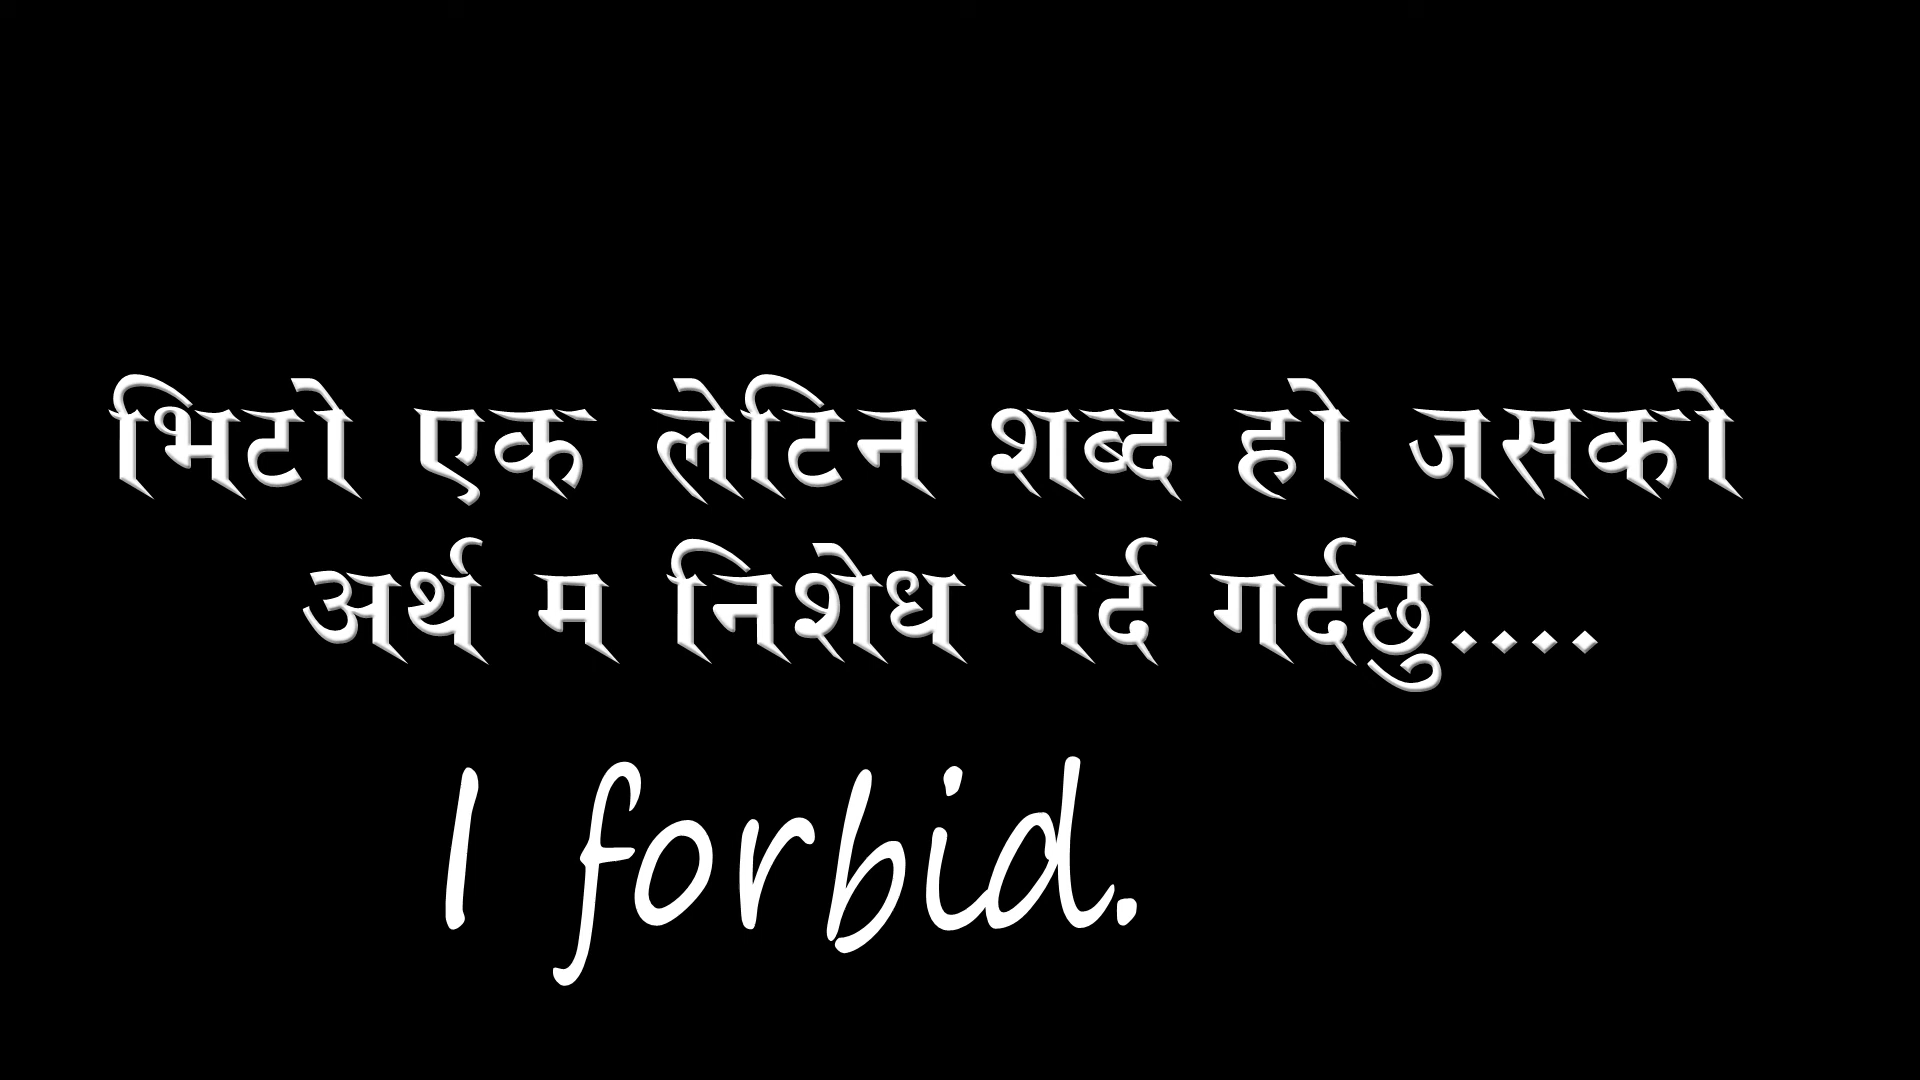 भिटो एक लेटिन शब्द हो जसको
अर्थ म निशेध गर्द गर्दछु....
I forbid.